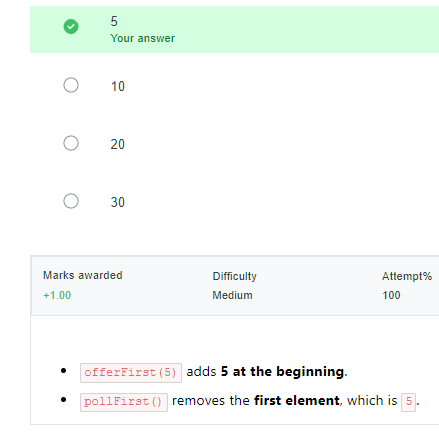 5
Your answer
10
20
30
Marks awarded Difficulty Attempt%
+1.00 Medium 100
• offerFirst(5) adds 5 at the beginning.
• pollFirst() removes the first element, which is 5.